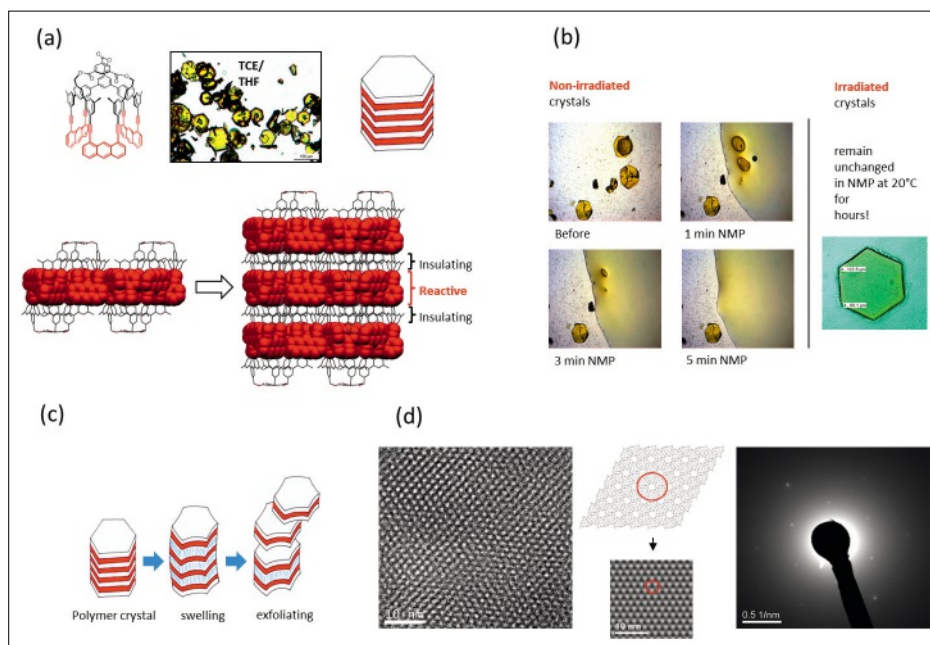 (a)
TCE/
THF
Insulating
Reactive
Insulating
(b)
Non-irradiated
crystals
Before
1 min NMP
3 min NMP
5 min NMP
Irradiated
crystals
remain
unchanged
in NMP at 20°C
for
hours!
(c)
Polymer crystal
swelling
exfoliating
(d)
10 nm
10 nm
0.5 1/nm